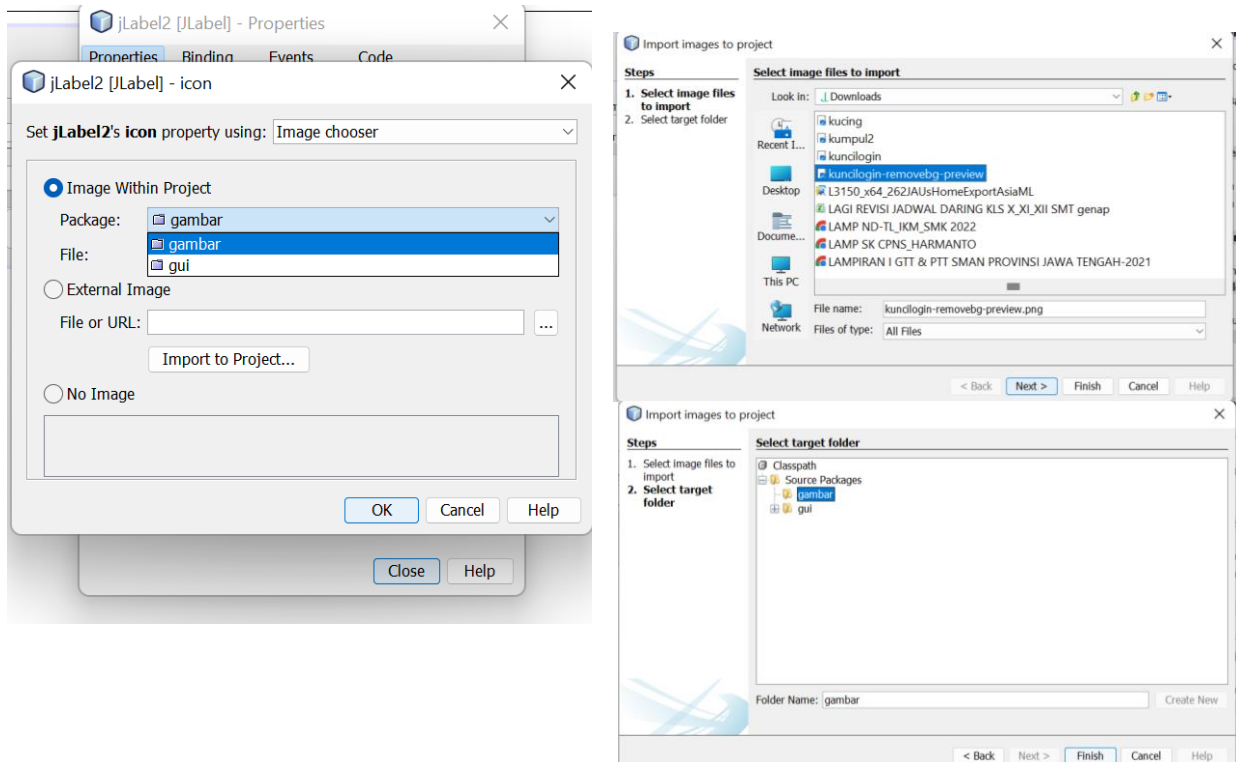 jLabel2 [JLabel] - Properties
Properties Binding Events Code
jLabel2 [JLabel] - icon
Set jLabel2's icon property using: Image chooser
Image Within Project
Package: gambar
gambar
File:
gui
External Image
File or URL:
...
Import to Project...
No Image
OK Cancel Help
Close Help
Import images to project
Steps
1. Select image files to import
2. Select target folder
Select image files to import
Look in: Downloads
Recent I...
Desktop
Docume...
This PC
Network
kucing
kumpul2
kuncilogin
kuncilogin-removebg-preview
L3150_x64_262JAUsHomeExportAsiaML
LAGI REVISI JADWAL DARING KLS X_XI_XII SMT genap
LAMP ND-TL_IKM_SMK 2022
LAMP SK CPNS_HARMANTO
LAMPIRAN I GTT & PTT SMAN PROVINSI JAWA TENGAH-2021
File name: kuncilogin-removebg-preview.png
Files of type: All Files
< Back Next > Finish Cancel Help
Import images to project
Steps
1. Select image files to import
2. Select target folder
Select target folder
Classpath
Source Packages
gambar
gui
Folder Name: gambar
Create New
< Back Next > Finish Cancel Help